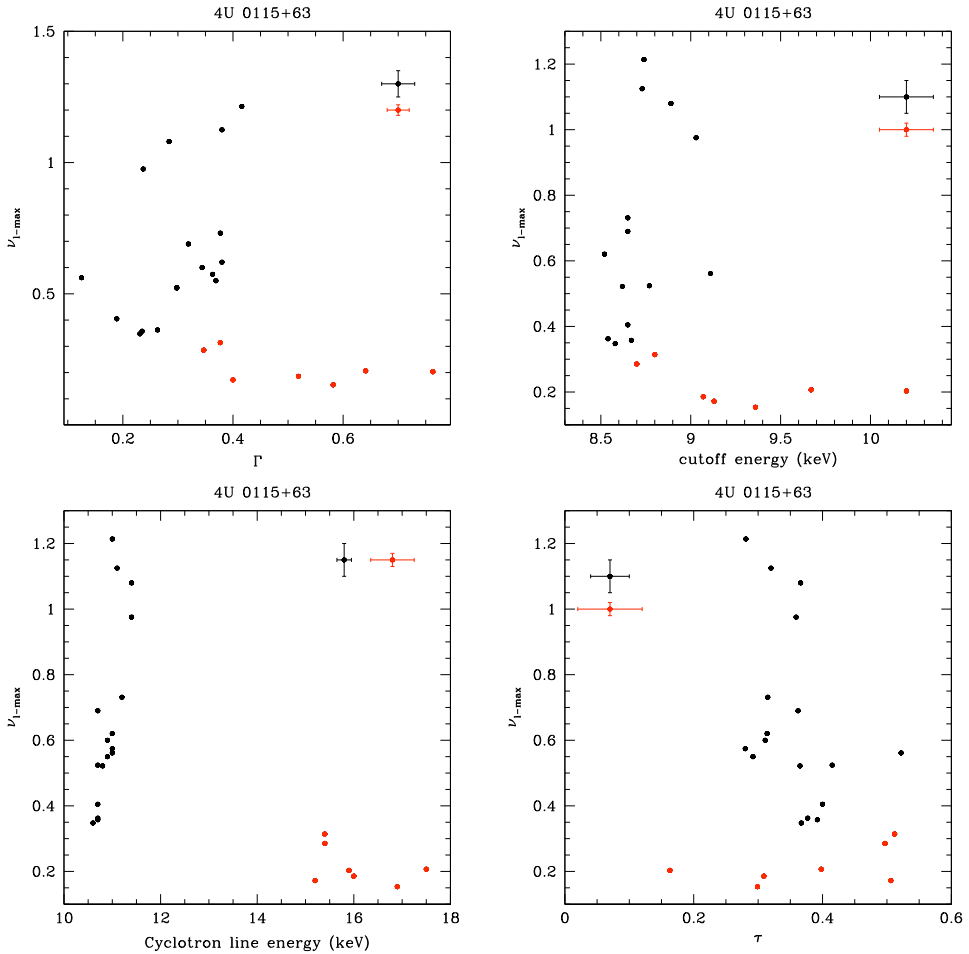 4U 0115+63
1.5
1
0.5
ν1-max
0.2 0.4 0.6
Γ
4U 0115+63
1.2
1
0.8
0.6
0.4
0.2
ν1-max
8.5 9 9.5 10
cutoff energy (keV)
4U 0115+63
1.2
1
0.8
0.6
0.4
0.2
ν1-max
10 12 14 16 18
Cyclotron line energy (keV)
4U 0115+63
1.2
1
0.8
0.6
0.4
0.2
ν1-max
0 0.2 0.4 0.6
τ